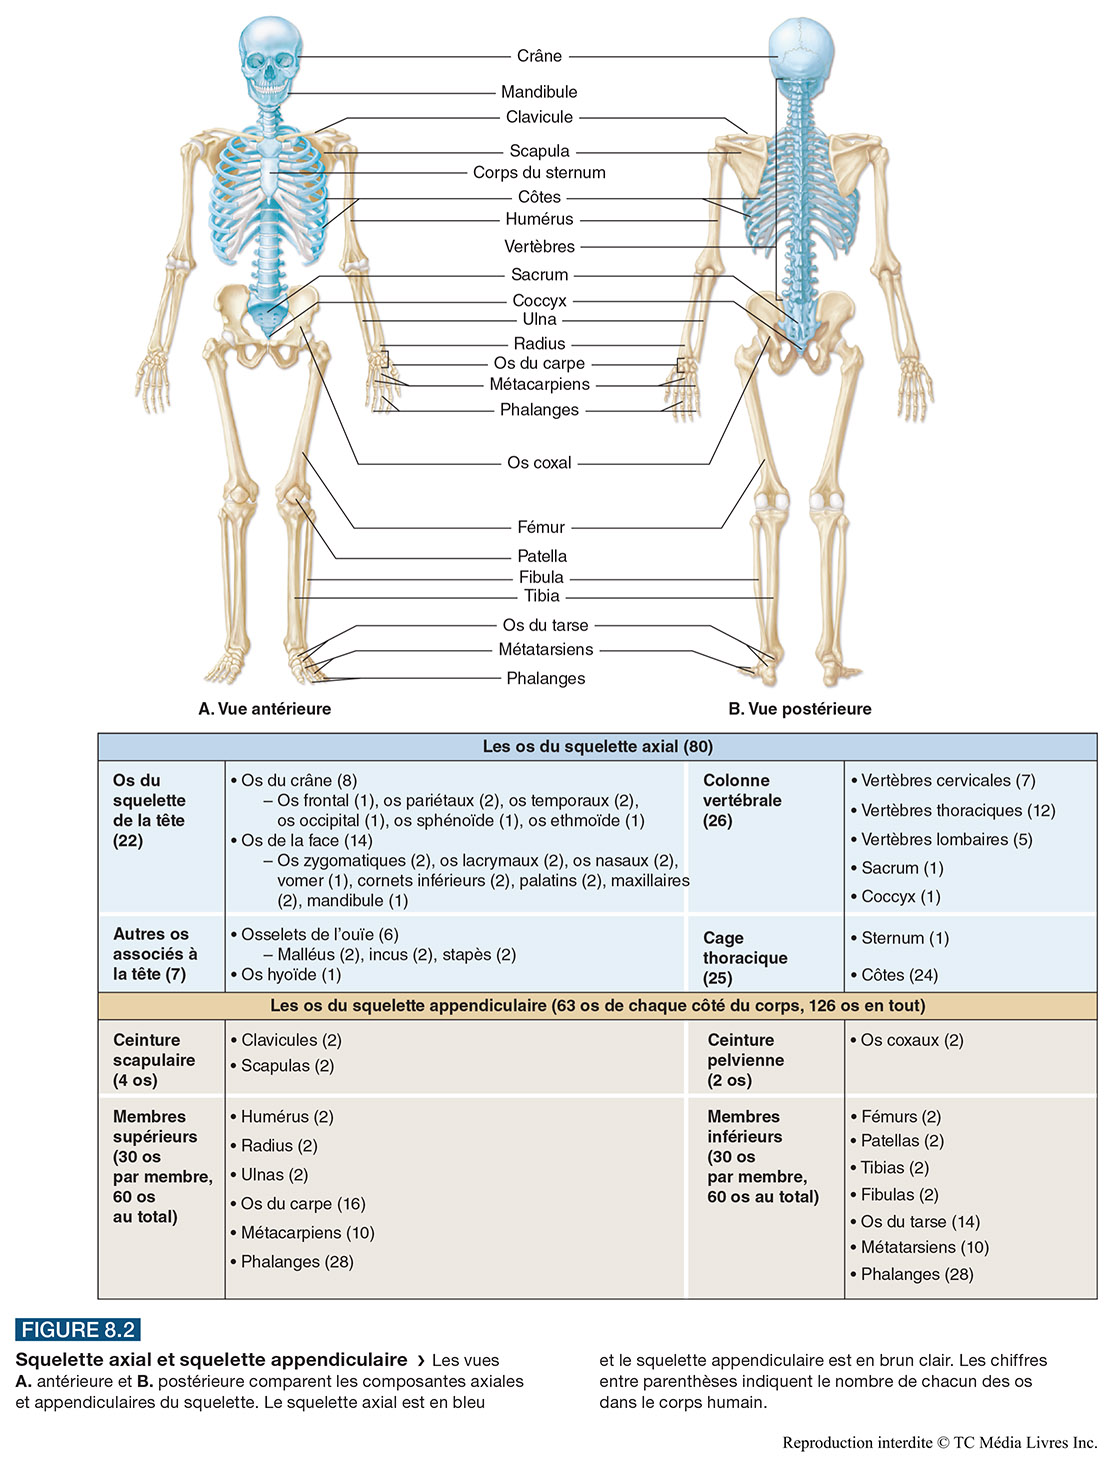 Crâne
Mandibule
Clavicule
Scapula
Corps du sternum
Côtes
Humérus
Vertèbres
Sacrum
Coccyx
Ulna
Radius
Os du carpe
Métacarpiens
Phalanges
Os coxal
Fémur
Patella
Fibula
Tibia
Os du tarse
Métatarsiens
Phalanges
A. Vue antérieure
B. Vue postérieure
Les os du squelette axial (80)
Os du
squelette
de la tête
(22)
• Os du crâne (8)
– Os frontal (1), os pariétaux (2), os temporaux (2),
os occipital (1), os sphénoïde (1), os ethmoïde (1)
• Os de la face (14)
– Os zygomatiques (2), os lacrymaux (2), os nasaux (2),
vomer (1), cornets inférieurs (2), palatins (2), maxillaires
(2), mandibule (1)
Colonne
vertébrale
(26)
• Vertèbres cervicales (7)
• Vertèbres thoraciques (12)
• Vertèbres lombaires (5)
• Sacrum (1)
• Coccyx (1)
Autres os
associés à
la tête (7)
• Osselets de l’ouïe (6)
– Malléus (2), incus (2), stapès (2)
• Os hyoïde (1)
Cage
thoracique
(25)
• Sternum (1)
• Côtes (24)
Les os du squelette appendiculaire (63 os de chaque côté du corps, 126 os en tout)
Ceinture
scapulaire
(4 os)
• Clavicules (2)
• Scapulas (2)
Ceinture
pelvienne
(2 os)
• Os coxaux (2)
Membres
supérieurs
(30 os
par membre,
60 os
au total)
• Humérus (2)
• Radius (2)
• Ulnas (2)
• Os du carpe (16)
• Métacarpiens (10)
• Phalanges (28)
Membres
inférieurs
(30 os
par membre,
60 os au total)
• Fémurs (2)
• Patellas (2)
• Tibias (2)
• Fibulas (2)
• Os du tarse (14)
• Métatarsiens (10)
• Phalanges (28)
FIGURE 8.2
Squelette axial et squelette appendiculaire › Les vues
A. antérieure et B. postérieure comparent les composantes axiales
et appendiculaires du squelette. Le squelette axial est en bleu
et le squelette appendiculaire est en brun clair. Les chiffres
entre parenthèses indiquent le nombre de chacun des os
dans le corps humain.
Reproduction interdite © TC Média Livres Inc.